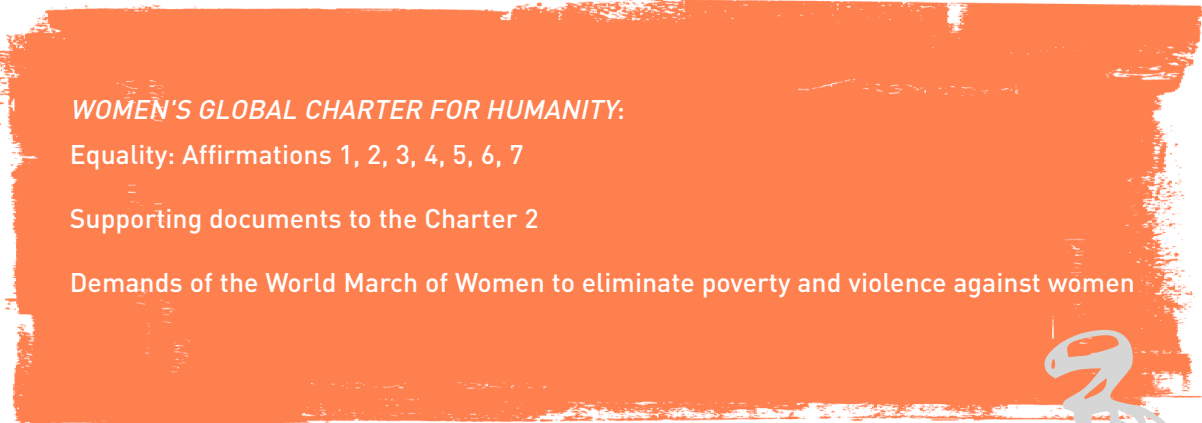 WOMEN'S GLOBAL CHARTER FOR HUMANITY:
Equality: Affirmations 1, 2, 3, 4, 5, 6, 7
Supporting documents to the Charter 2
Demands of the World March of Women to eliminate poverty and violence against women